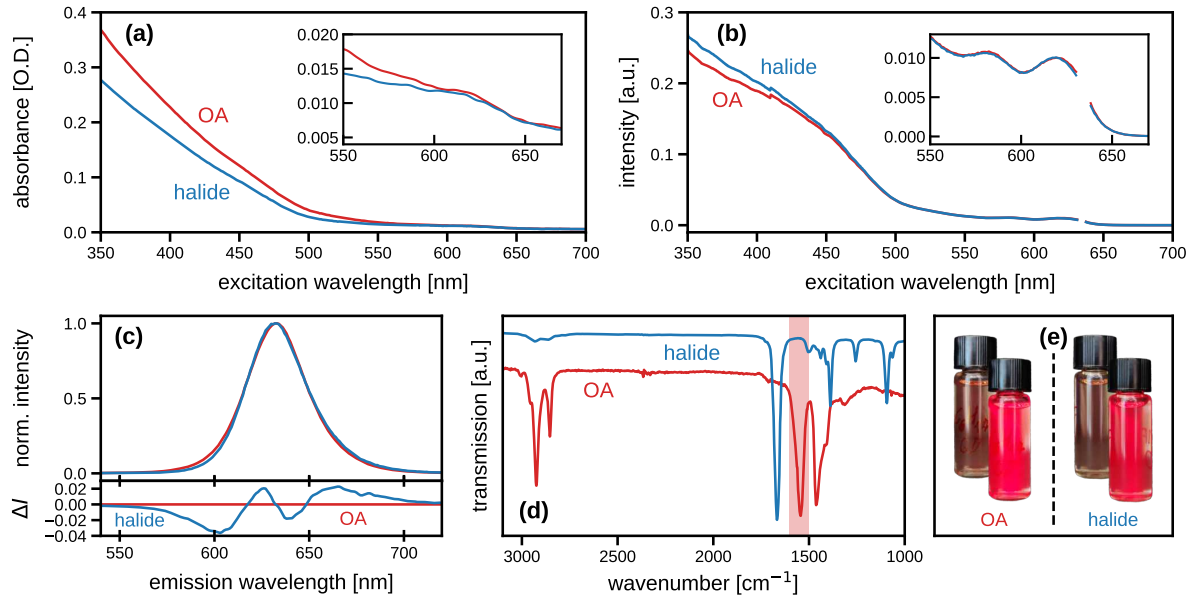 (a)
absorbance [O.D.]
0.4
0.3
0.2
0.1
0.0
OA
halide
0.020
0.015
0.010
0.005
550 600 650
350 400 450 500 550 600 650 700
excitation wavelength [nm]
(b)
intensity [a.u.]
0.3
0.2
0.1
0.0
halide
OA
0.010
0.005
0.000
550 600 650
350 400 450 500 550 600 650 700
excitation wavelength [nm]
(c)
norm. intensity
1.0
0.5
0.0
ΔI
0.02
0.00
−0.02
−0.04
halide
OA
550 600 650 700
emission wavelength [nm]
(d)
transmission [a.u.]
halide
OA
3000 2500 2000 1500 1000
wavenumber [cm⁻¹]
(e)
OA
halide